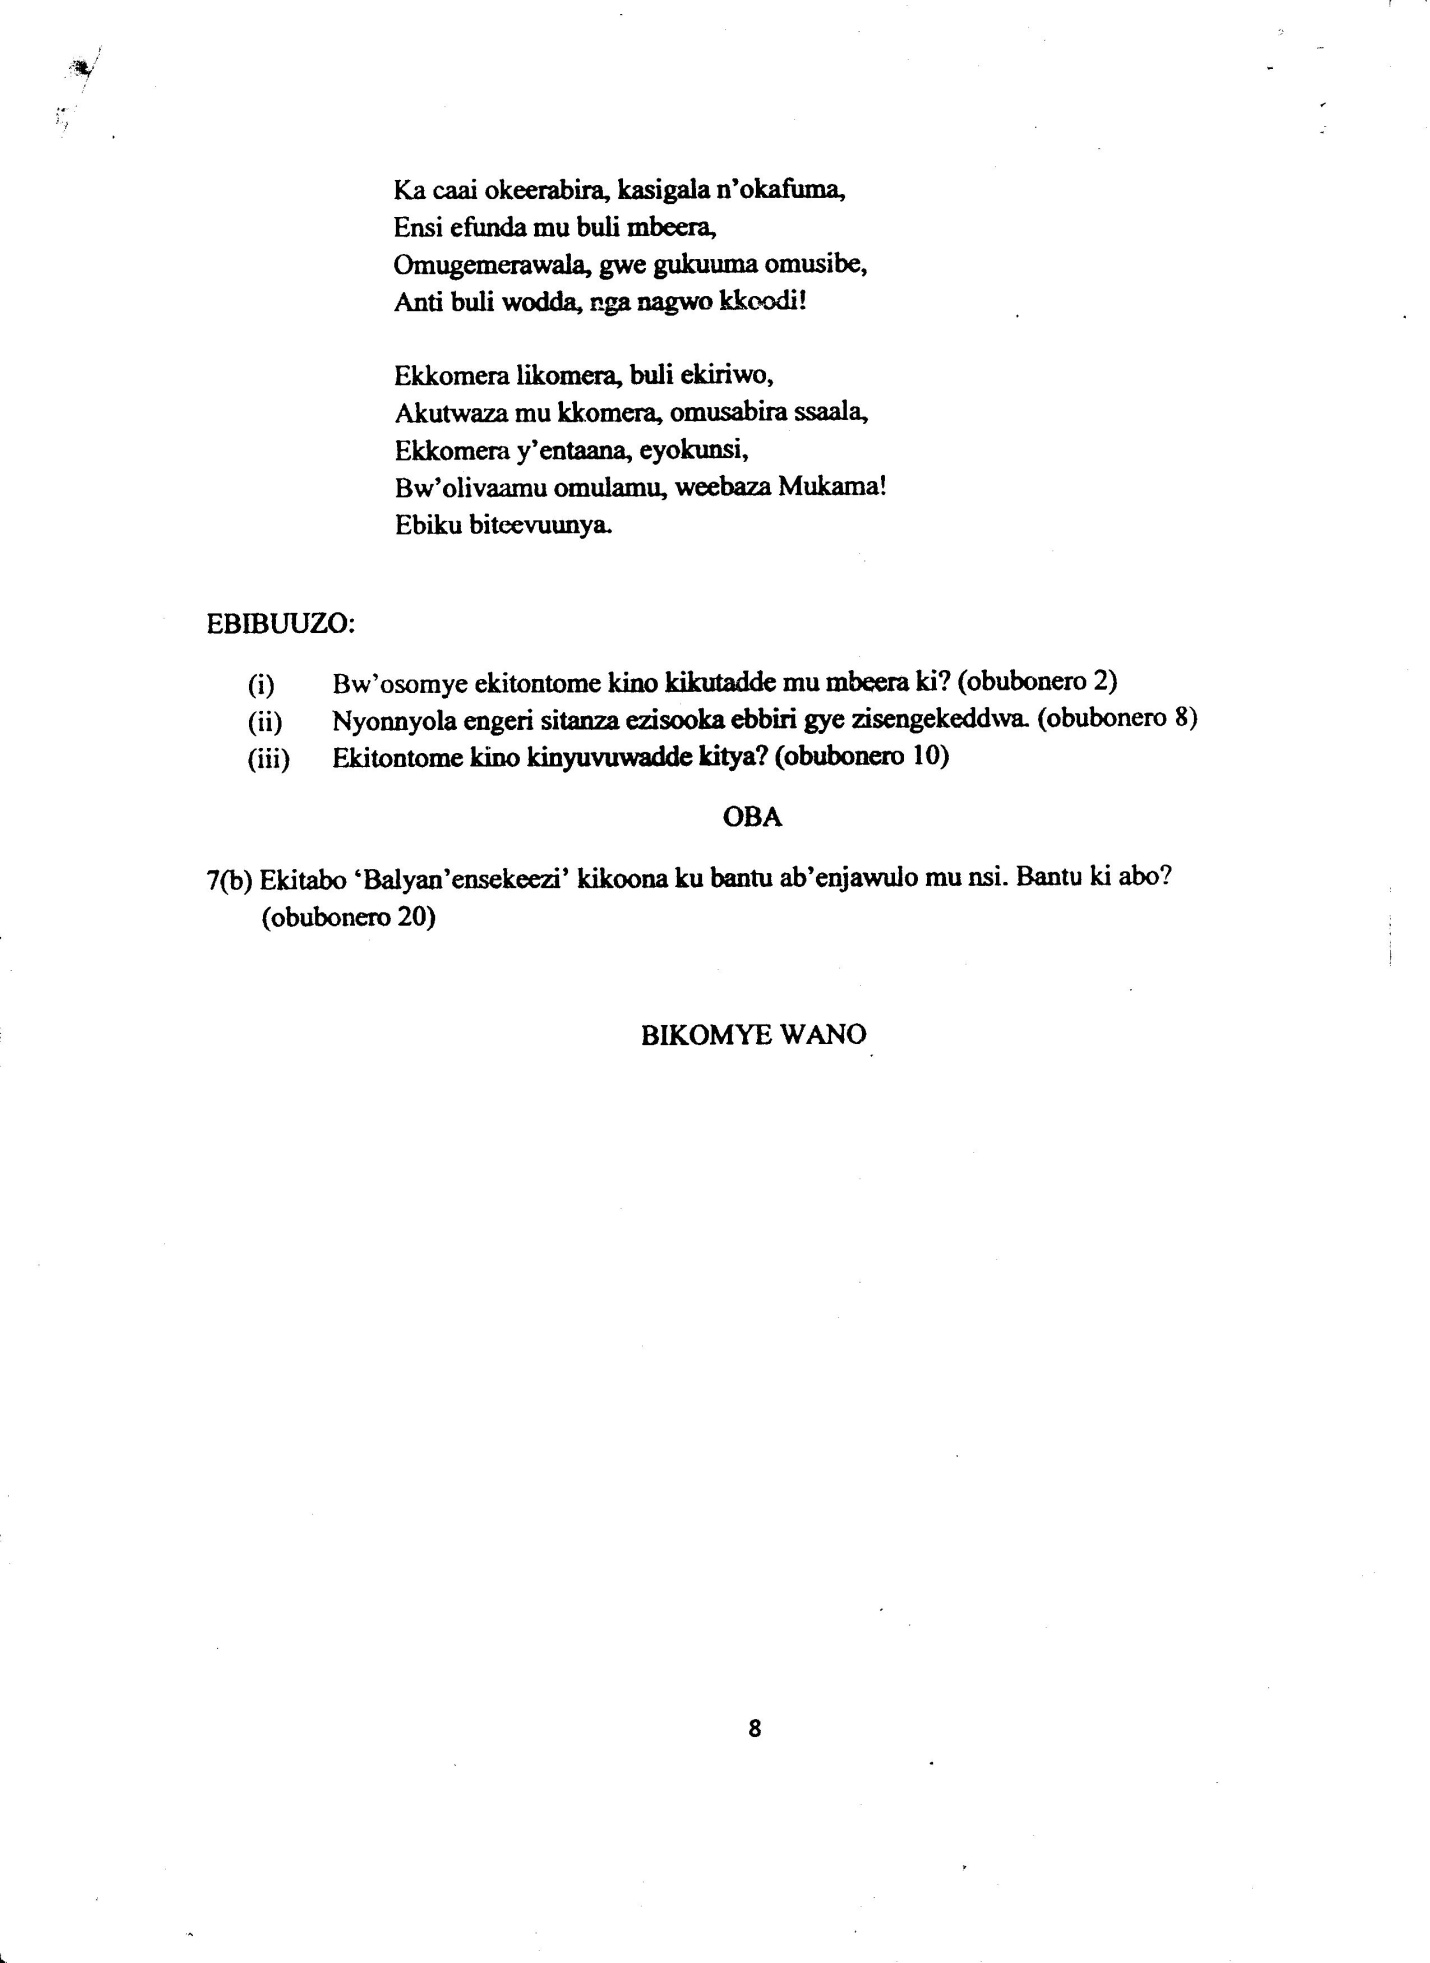 Ka caai okeerabira, kasigala n'okafuma,
Ensi efunda mu buli mbeera,
Omugemerawala, gwe gukuuma omusibe,
Anti buli wodda, nga nagwo kkoodi!
Ekkomera likomera, buli ekiriwo,
Akutwaza mu kkomera, omusabira ssaala,
Ekkomera y'entaana, eyokunsi,
Bw'olivaamu omulamu, weebaza Mukama!
Ebiku biteevuunya.
EBIBUUZO:
(i) Bw'osomye ekitontome kino kikutadde mu mbeera ki? (obubonero 2)
(ii) Nyonnyola engeri sitanza ezisooka ebbiri gye zisengekeddwa. (obubonero 8)
(iii) Ekitontome kino kinyuvuwadde kitya? (obubonero 10)
OBA
7(b) Ekitabo ‘Balyan'ensekeezi’ kikoona ku bantu ab'enjawulo mu nsi. Bantu ki abo?
(obubonero 20)
BIKOMYE WANO
8